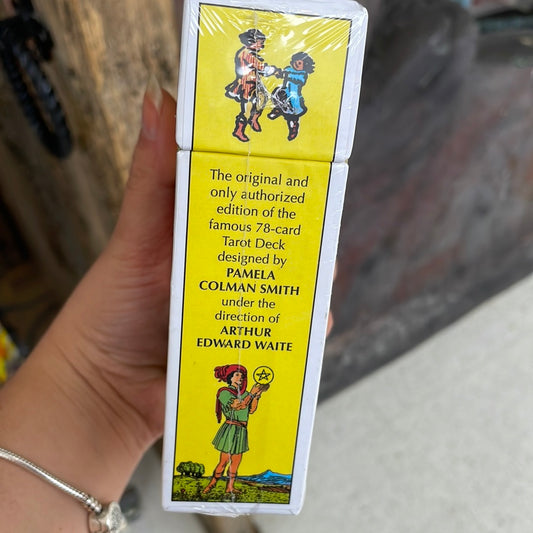 The original and
only authorized
edition of the
famous 78-card
Tarot Deck
designed by
PAMELA
COLMAN SMITH
under the
direction of
ARTHUR
EDWARD WAITE